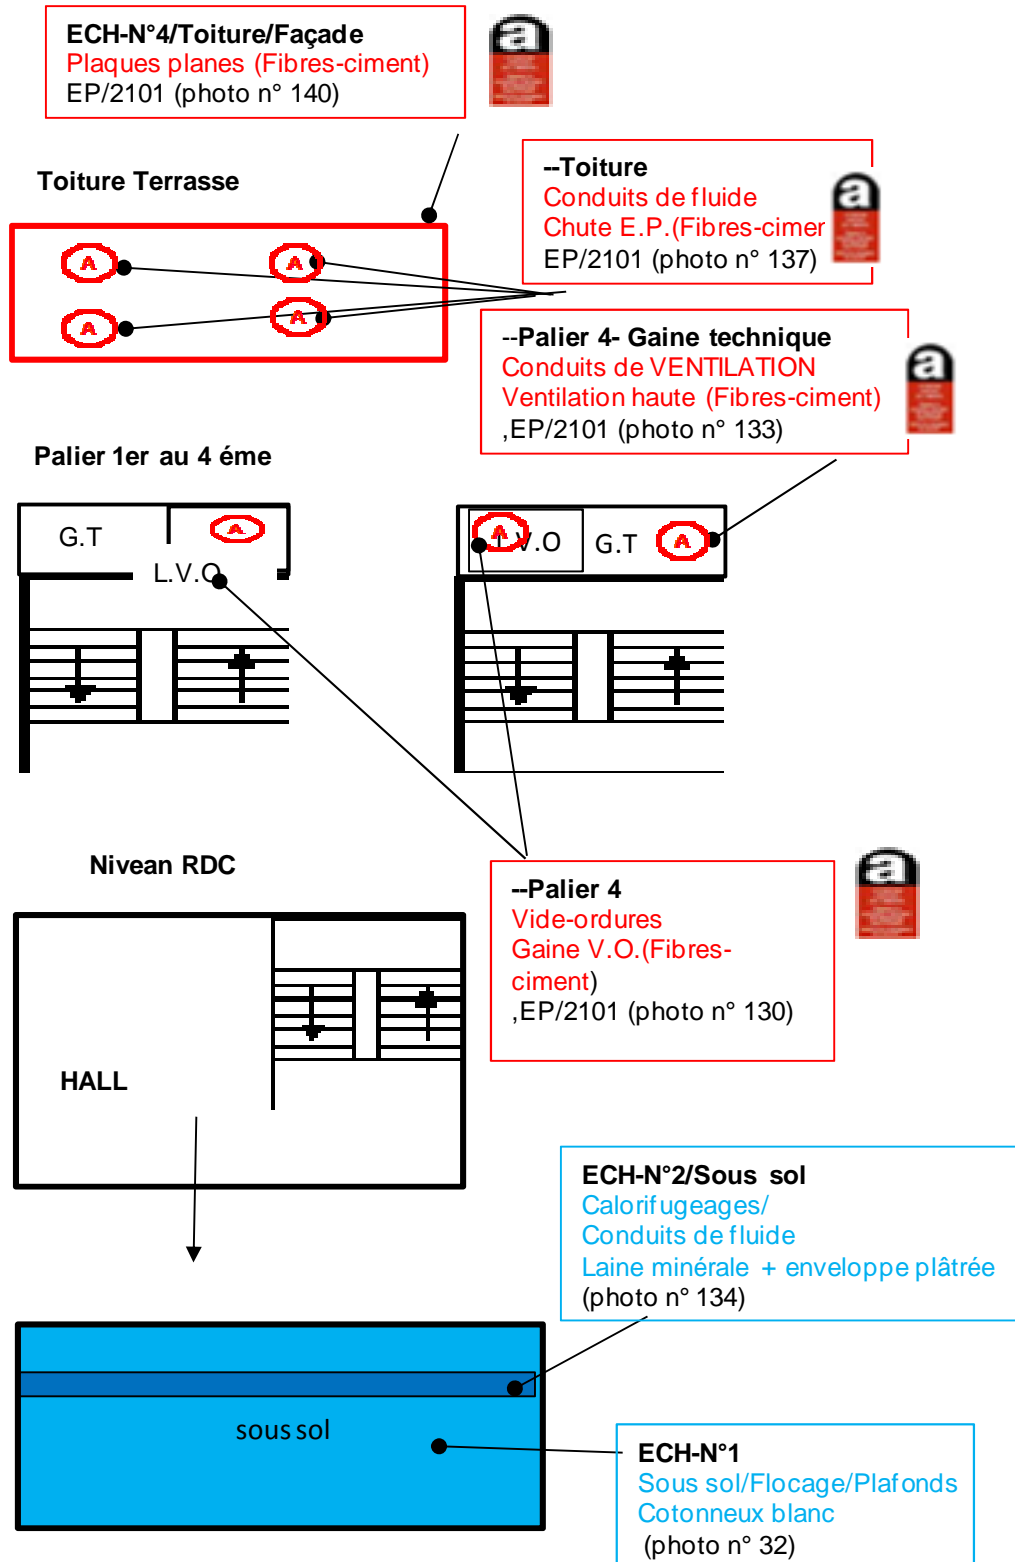 ECH-N°4/Toiture/Façade
Plaques planes (Fibres-ciment)
EP/2101 (photo n° 140)
a
Toiture Terrasse
--Toiture
Conduits de fluide
Chute E.P.(Fibres-cimer
EP/2101 (photo n° 137)
a
A
A
A
A
--Palier 4- Gaine technique
Conduits de VENTILATION
Ventilation haute (Fibres-ciment)
,EP/2101 (photo n° 133)
a
Palier 1er au 4 éme
G.T
A
L.V.O
A
V.O
G.T
A
Nivean RDC
--Palier 4
Vide-ordures
Gaine V.O.(Fibres-
ciment)
,EP/2101 (photo n° 130)
a
HALL
ECH-N°2/Sous sol
Calorifugeages/
Conduits de fluide
Laine minérale + enveloppe plâtrée
(photo n° 134)
sous sol
ECH-N°1
Sous sol/Flocage/Plafonds
Cotonneux blanc
(photo n° 32)